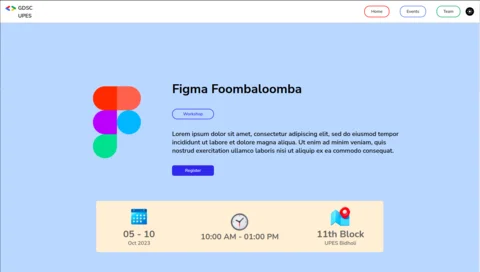 GDSC
UPES
Home
Events
Team
Figma Foombaloomba
Workshop
Lorem ipsum dolor sit amet, consectetur adipiscing elit, sed do eiusmod tempor
incididunt ut labore et dolore magna aliqua. Ut enim ad minim veniam, quis
nostrud exercitation ullamco laboris nisi ut aliquip ex ea commodo consequat.
Register
05 - 10
Oct 2023
10:00 AM - 01:00 PM
11th Block
UPES Bidholi